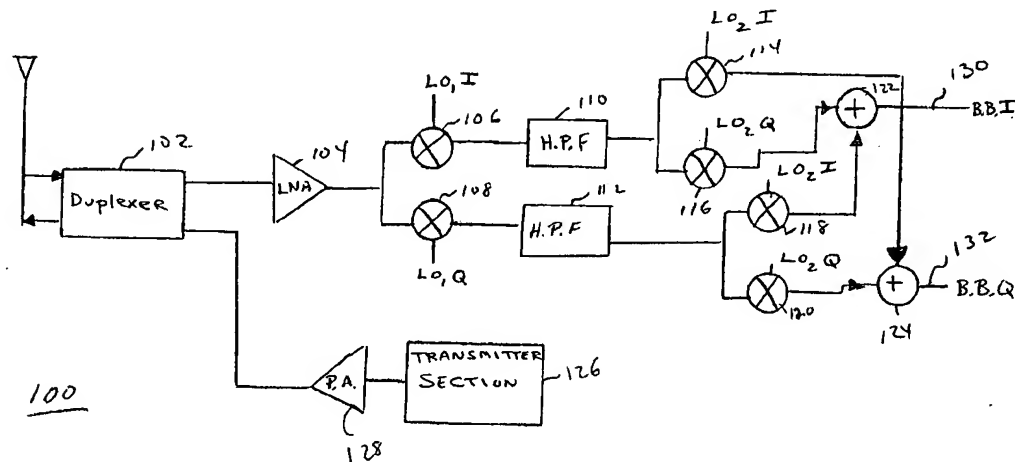 LO2 I
114
130
122
+
B.B.I
LO1 I
106
110
H.P.F
LO2 Q
116
102
Duplexer
104
LNA
108
LO1 Q
112
H.P.F
LO2 I
118
LO2 Q
120
132
+
B.B.Q
124
P.A.
128
TRANSMITTER
SECTION
126
100